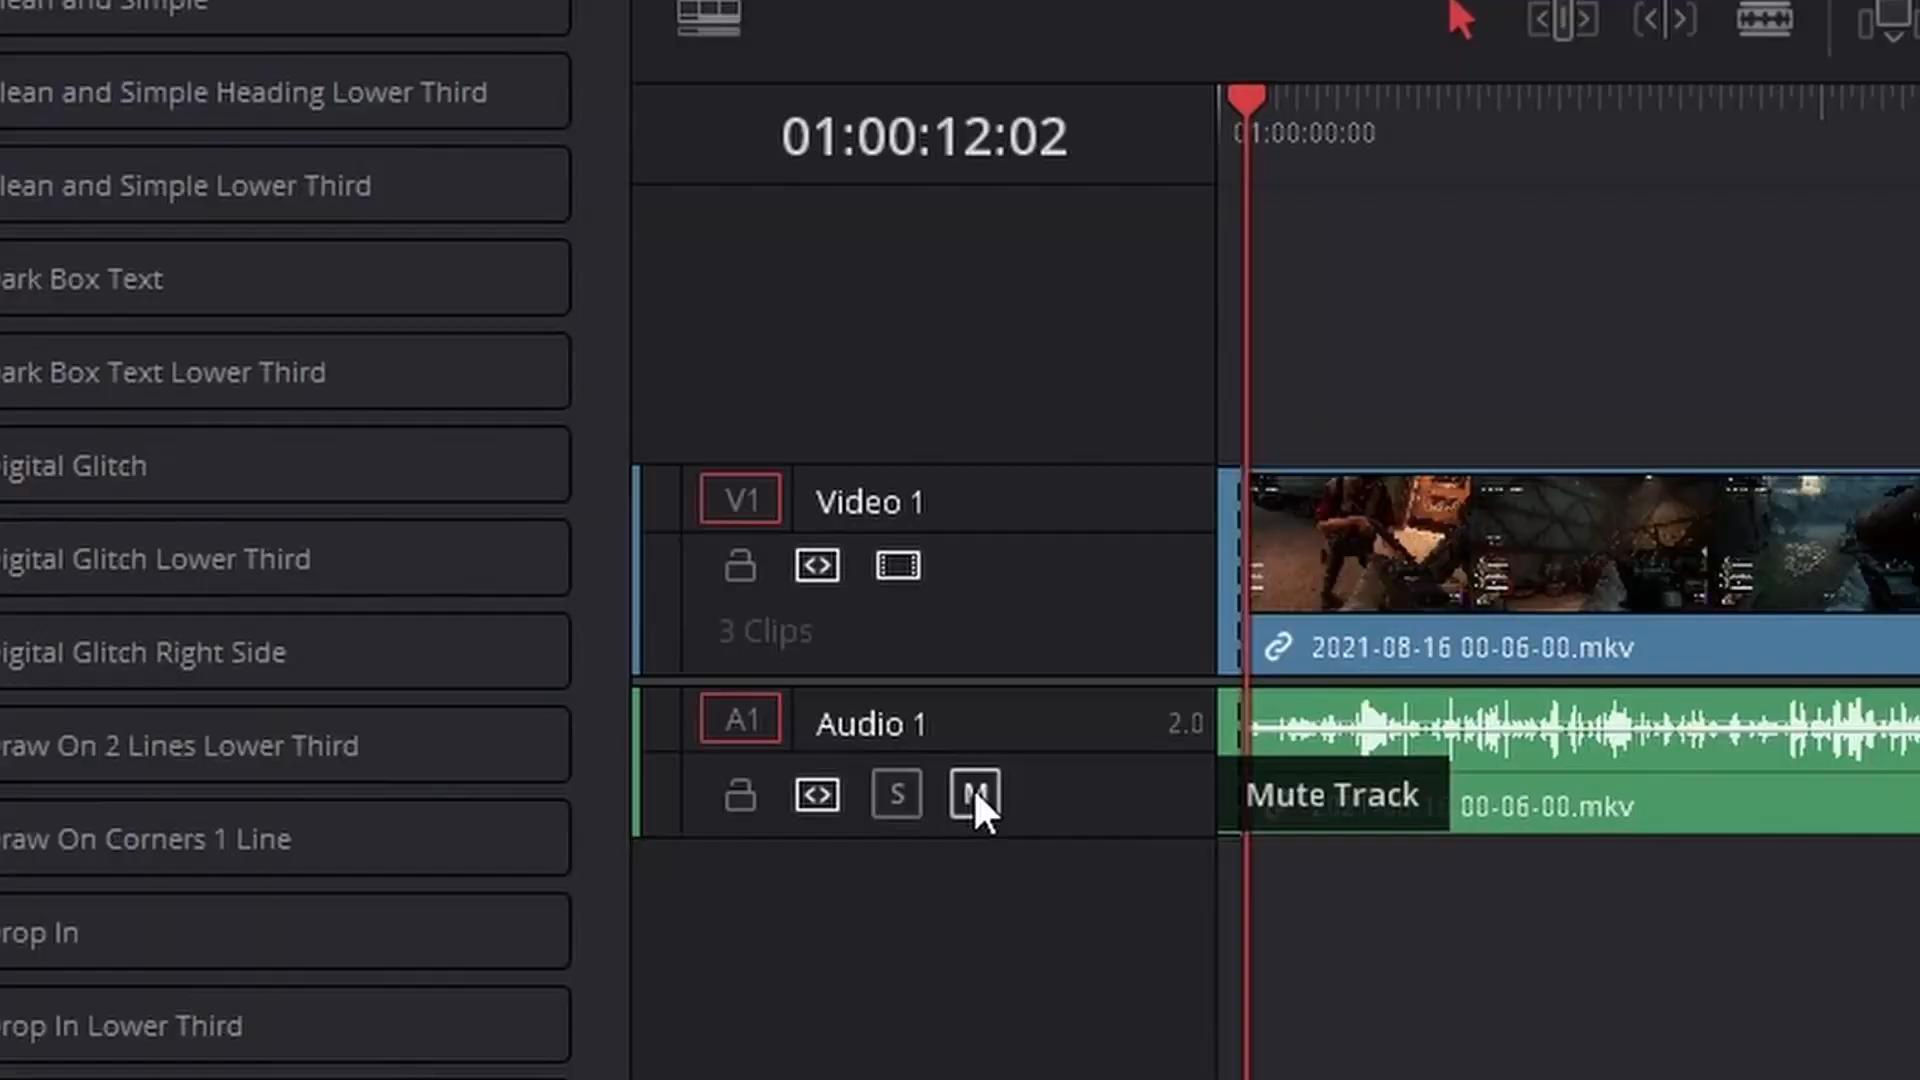 lean and Simple
lean and Simple Heading Lower Third
lean and Simple Lower Third
ark Box Text
ark Box Text Lower Third
igital Glitch
igital Glitch Lower Third
igital Glitch Right Side
raw On 2 Lines Lower Third
raw On Corners 1 Line
rop In
rop In Lower Third
01:00:12:02
01:00:00:00
V1 Video 1
3 Clips
2021-08-16 00-06-00.mkv
A1 Audio 1 2.0
S M
Mute Track
00-06-00.mkv